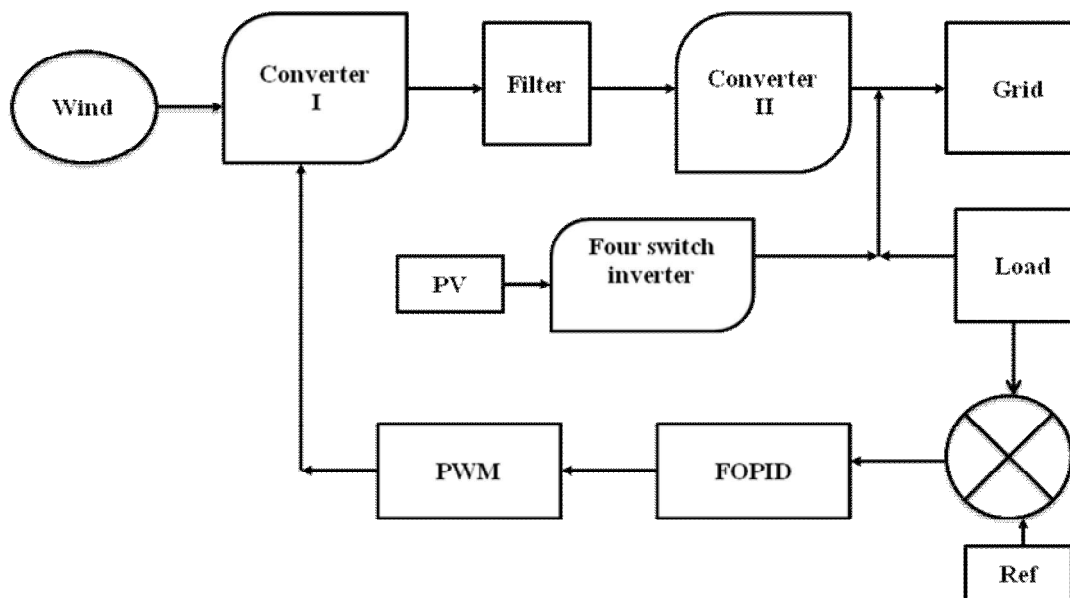 Wind
Converter
I
Filter
Converter
II
Grid
PV
Four switch
inverter
Load
PWM
FOPID
Ref